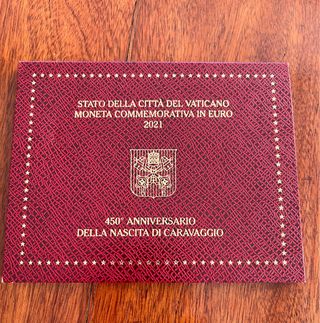 STATO DELLA CITTÀ DEL VATICANO
MONETA COMMEMORATIVA IN EURO
2021
450° ANNIVERSARIO
DELLA NASCITA DI CARAVAGGIO